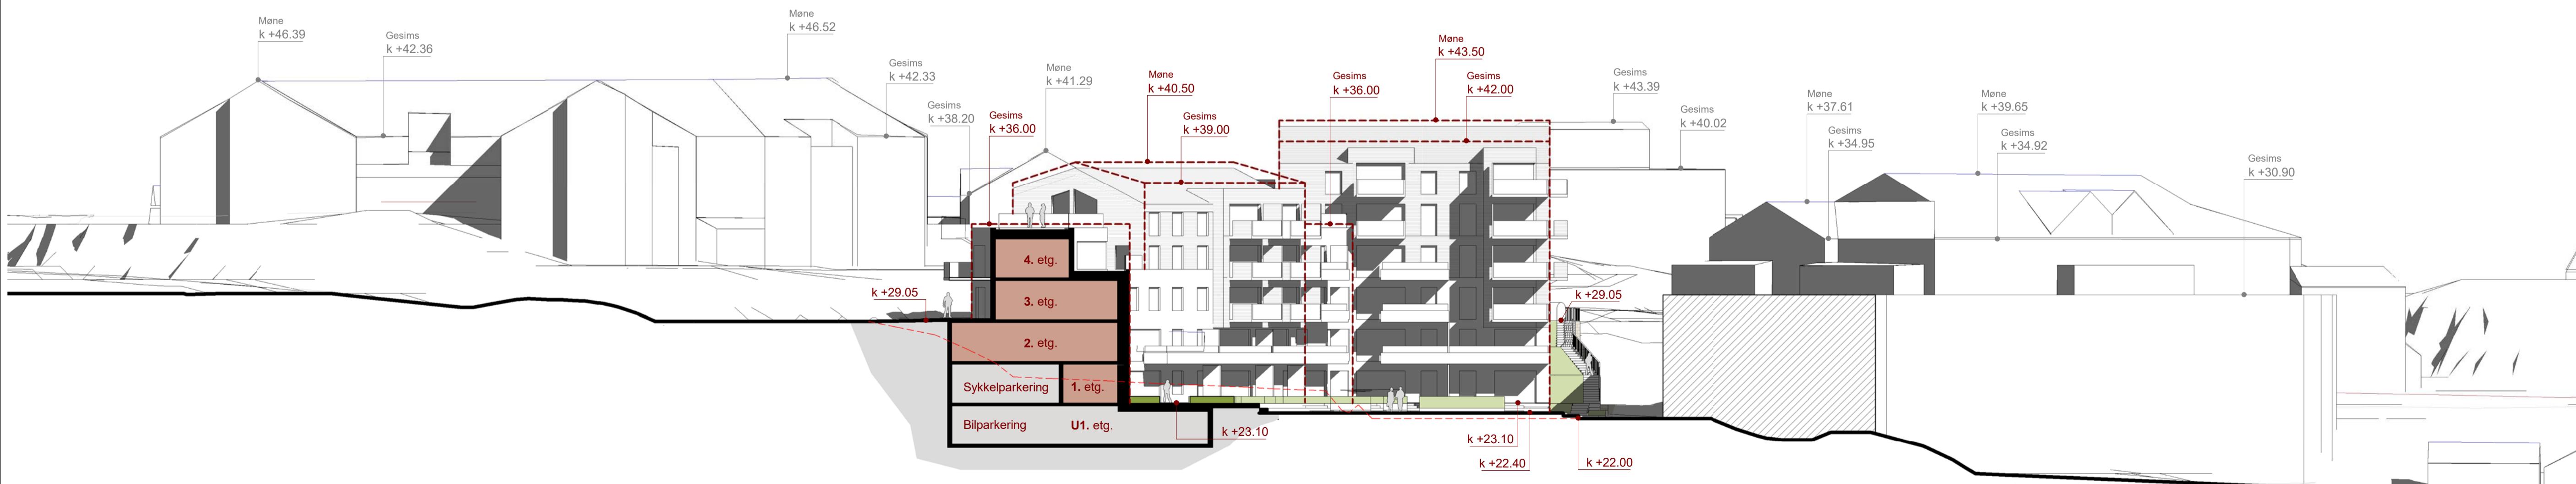 Møne
k +46.39
Gesims
k +42.36
Møne
k +46.52
Gesims
k +42.33
Gesims
k +38.20
Gesims
k +36.00
Møne
k +41.29
Møne
k +40.50
Gesims
k +39.00
Gesims
k +36.00
Møne
k +43.50
Gesims
k +42.00
Gesims
k +43.39
Gesims
k +40.02
Møne
k +37.61
Gesims
k +34.95
Møne
k +39.65
Gesims
k +34.92
Gesims
k +30.90
k +29.05
4. etg.
3. etg.
2. etg.
Sykkelparkering
1. etg.
Bilparkering
U1. etg.
k +23.10
k +23.10
k +22.40
k +22.00
k +29.05